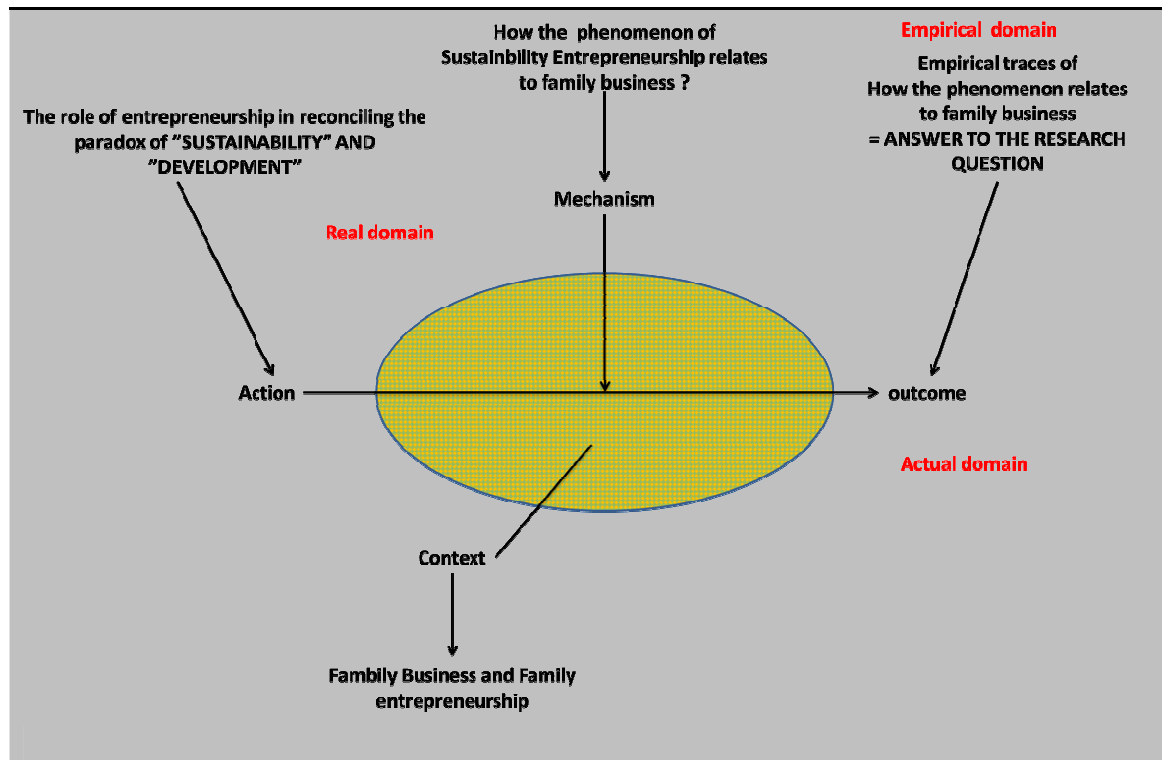 How the phenomenon of
Sustainbility Entrepreneurship relates
to family business ?
Empirical domain
Empirical traces of
How the phenomenon relates
to family business
= ANSWER TO THE RESEARCH
QUESTION
The role of entrepreneurship in reconciling the
paradox of ”SUSTAINABILITY” AND
”DEVELOPMENT”
Mechanism
Real domain
Action
outcome
Actual domain
Context
Fambily Business and Family
entrepreneurship